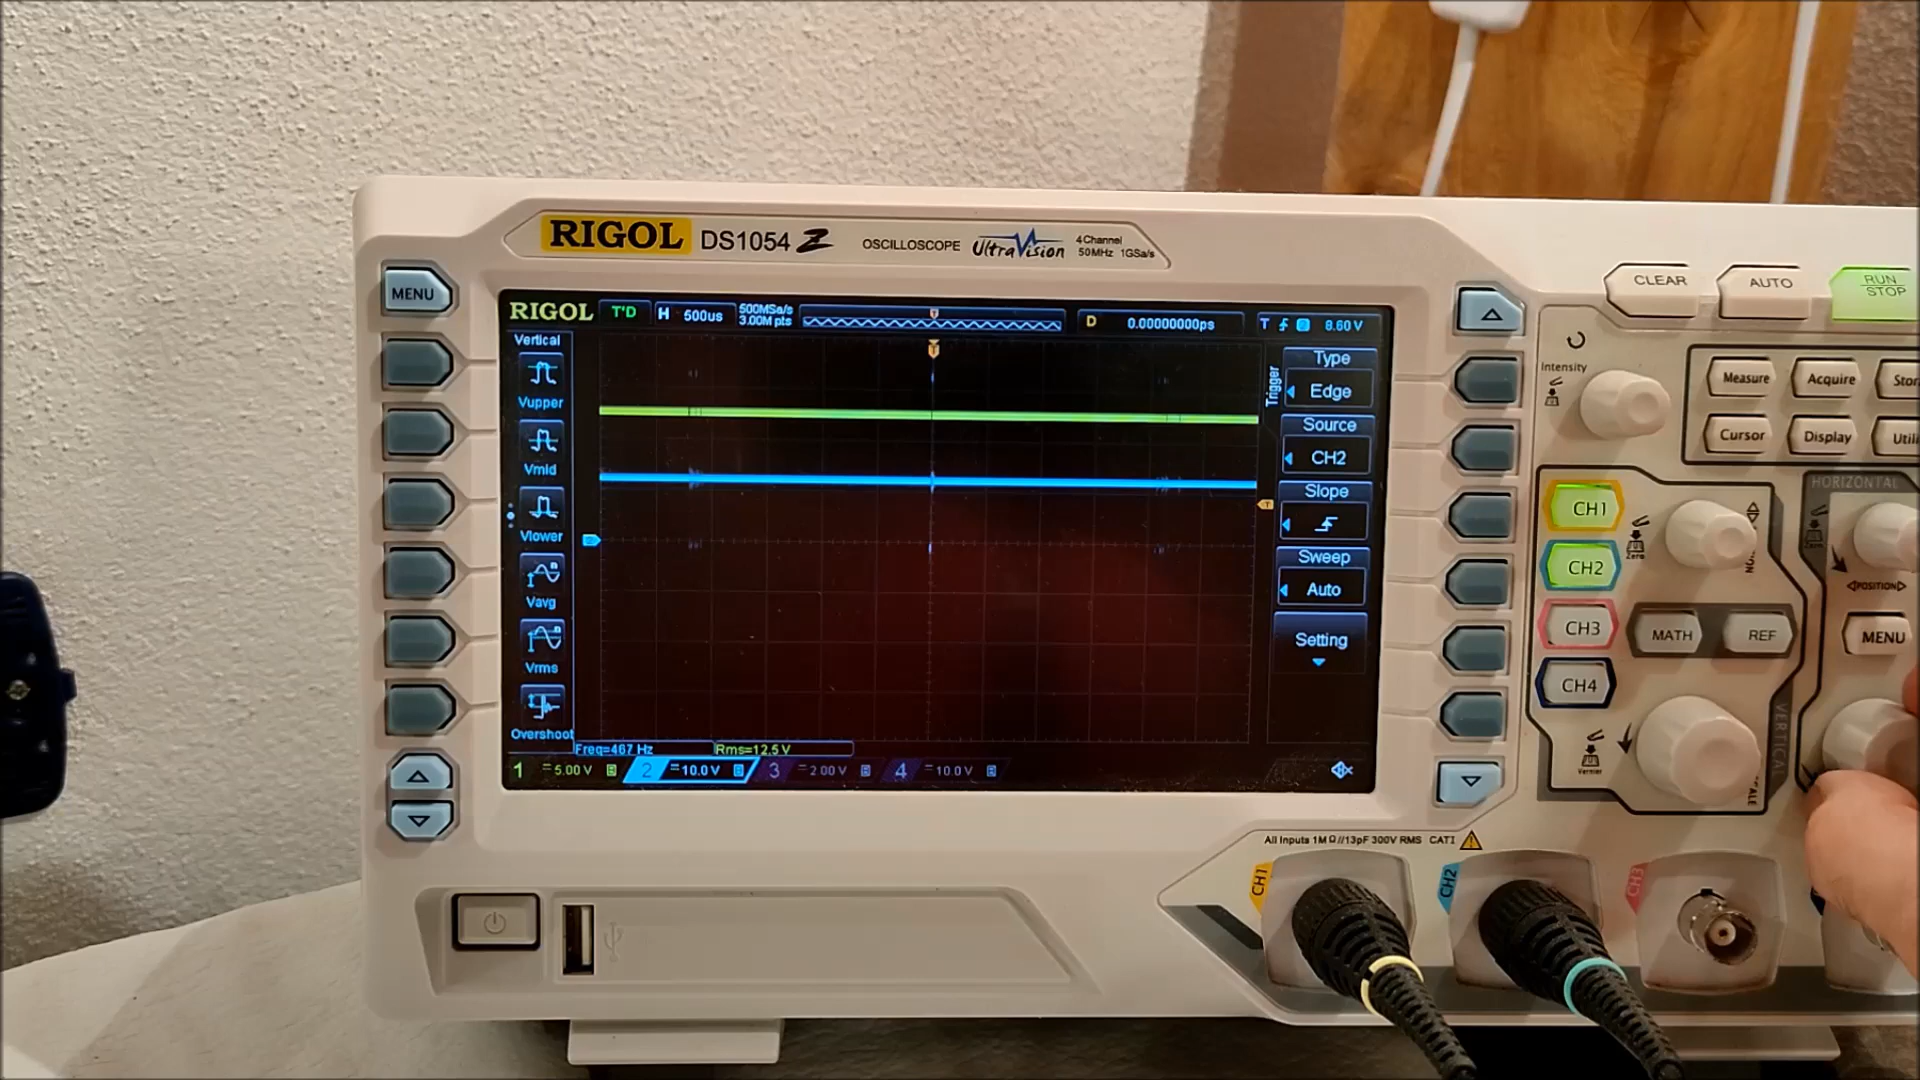 RIGOL DS1054 Z OSCILLOSCOPE UltraVision 4 Channel 50MHz 1GSa/s
MENU
RIGOL T'D H 500us 500MSa/s 3.00M pts D 0.00000000ps T 8.60 V
CLEAR AUTO RUN STOP
Vertical
Vupper
Vmid
Vlower
Vavg
Vrms
Overshoot
Trigger
Type
Edge
Source
CH2
Slope
Sweep
Auto
Setting
Freq=467 Hz Rms=12.5 V
1 =5.00 V B 2 =10.0 V B 3 =2.00 V B 4 =10.0 V B
Intensity
Measure Acquire
Cursor Display
HORIZONTAL
CH1
CH2
CH3
CH4
MATH REF
POSITION
MENU
VERTICAL
Vernier
All Inputs 1MΩ//13pF 300V RMS CATI
CH1 CH2 CH3